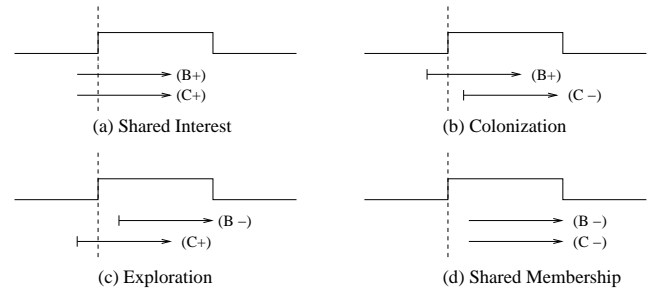 (B+)
(C+)
(a) Shared Interest
(B+)
(C −)
(b) Colonization
(B −)
(C+)
(c) Exploration
(B −)
(C −)
(d) Shared Membership